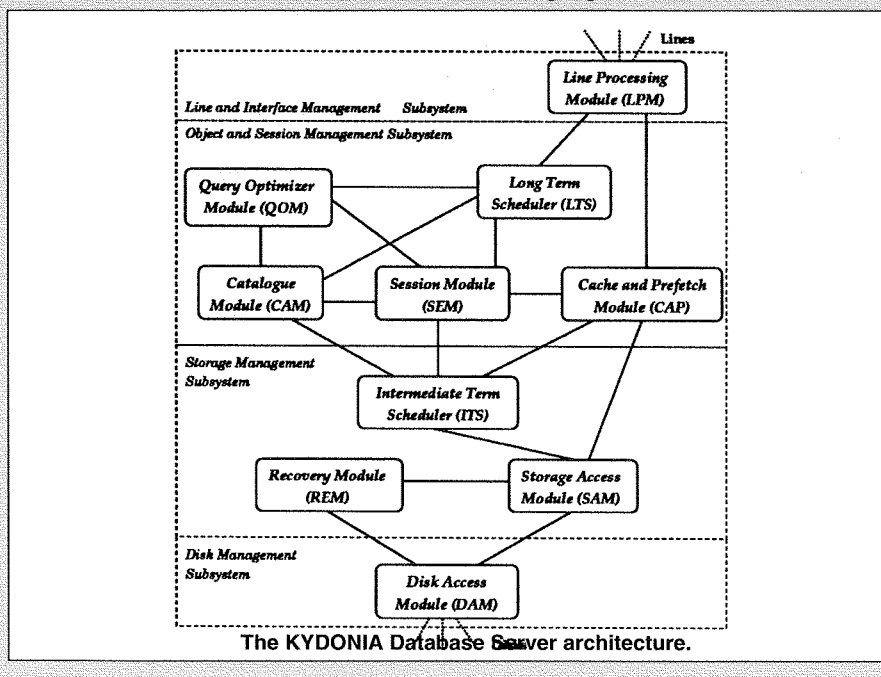 Lines
Line Processing
Module (LPM)
Line and Interface Management Subsystem
Object and Session Management Subsystem
Query Optimizer
Module (QOM)
Long Term
Scheduler (LTS)
Catalogue
Module (CAM)
Session Module
(SEM)
Cache and Prefetch
Module (CAP)
Storage Management
Subsystem
Intermediate Term
Scheduler (ITS)
Recovery Module
(REM)
Storage Access
Module (SAM)
Disk Management
Subsystem
Disk Access
Module (DAM)
The KYDONIA Database Server architecture.